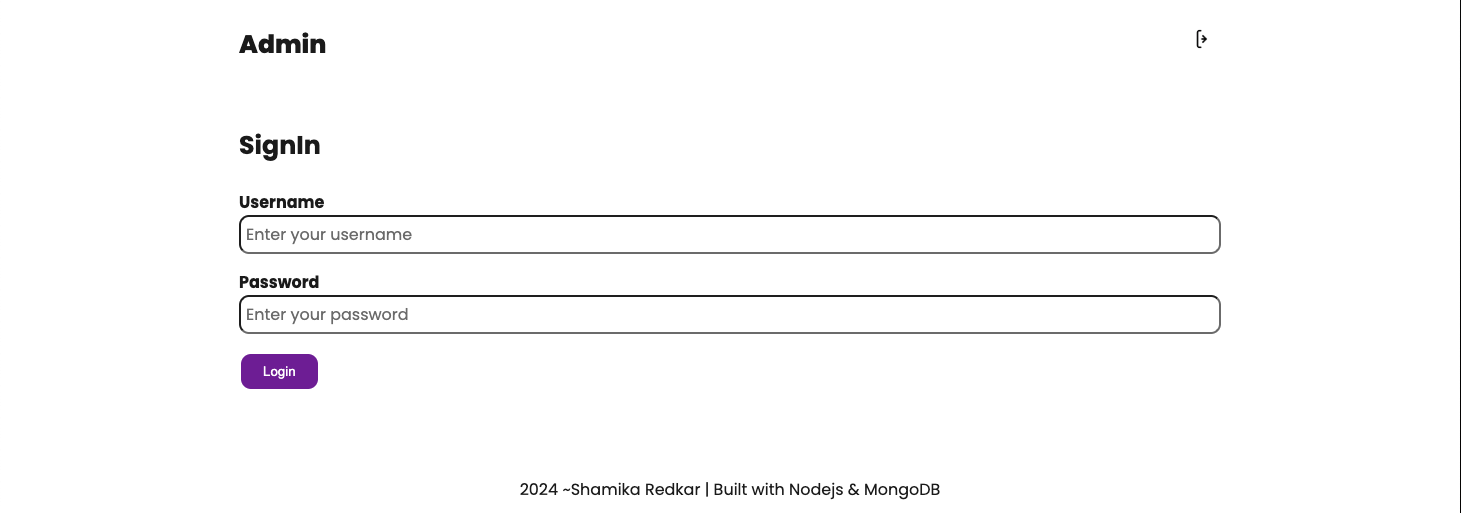 Admin
SignIn
Username
Enter your username
Password
Enter your password
Login
2024 ~Shamika Redkar | Built with Nodejs & MongoDB